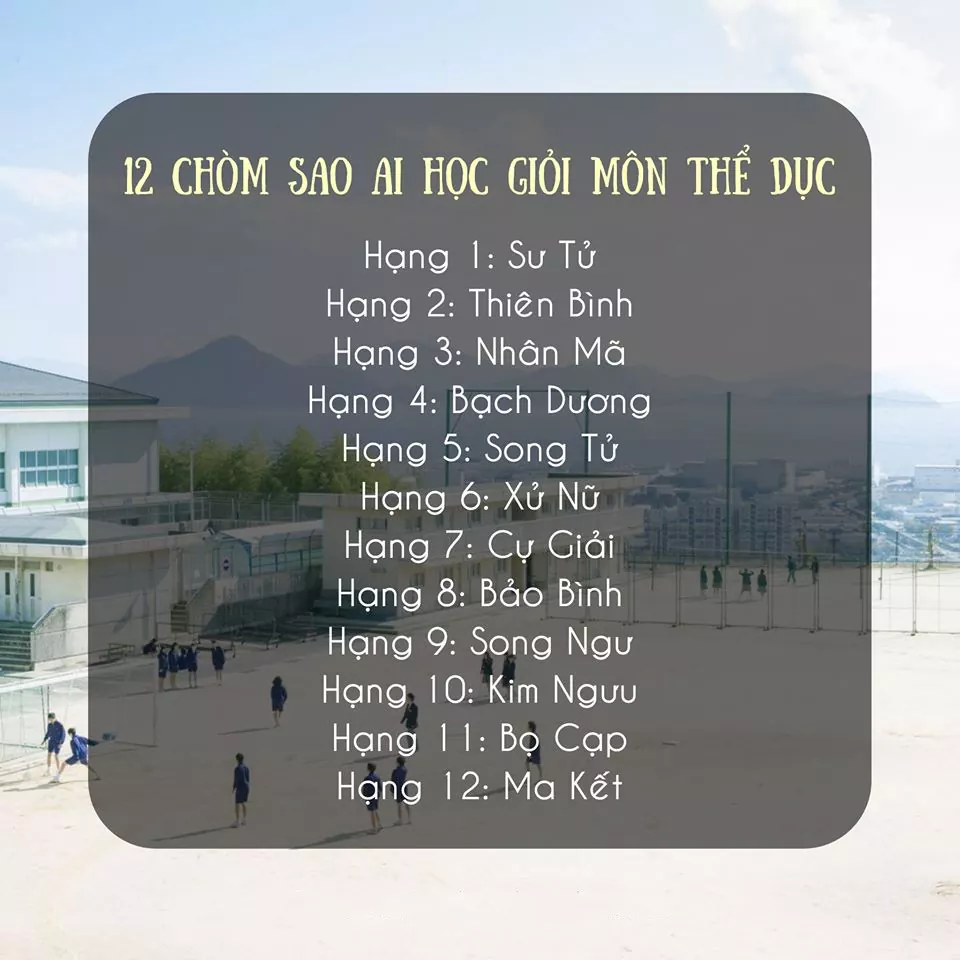 12 CHÒM SAO AI HỌC GIỎI MÔN THỂ DỤC
Hạng 1: Sư Tử
Hạng 2: Thiên Bình
Hạng 3: Nhân Mã
Hạng 4: Bạch Dương
Hạng 5: Song Tử
Hạng 6: Xử Nữ
Hạng 7: Cự Giải
Hạng 8: Bảo Bình
Hạng 9: Song Ngư
Hạng 10: Kim Ngưu
Hạng 11: Bọ Cạp
Hạng 12: Ma Kết